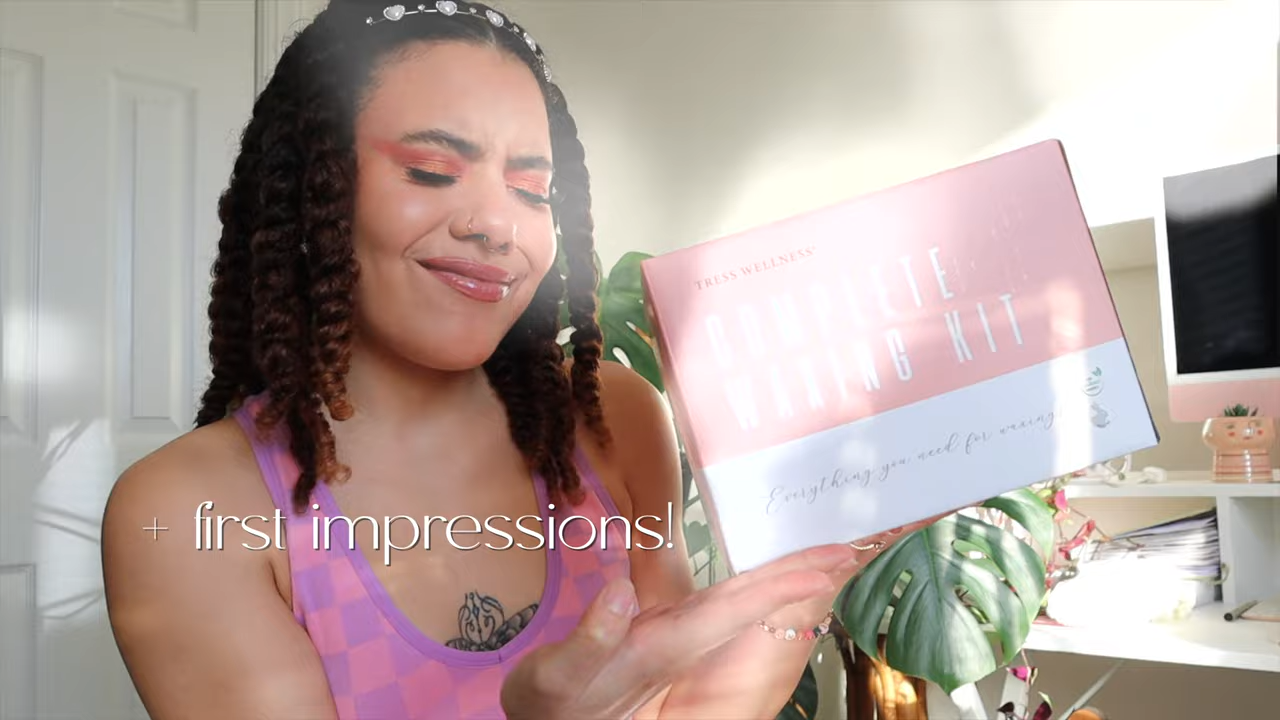 TRESS WELLNESS
COMPLETE
WAXING KIT
Everything you need for waxing
+ first impressions!